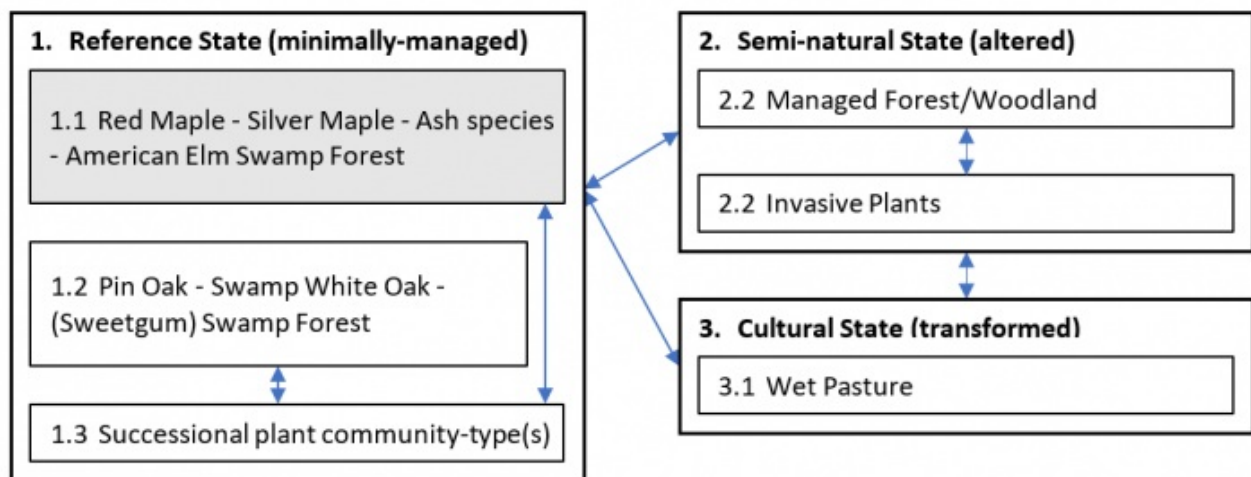 1. Reference State (minimally-managed)
1.1 Red Maple - Silver Maple - Ash species
- American Elm Swamp Forest
1.2 Pin Oak - Swamp White Oak -
(Sweetgum) Swamp Forest
1.3 Successional plant community-type(s)
2. Semi-natural State (altered)
2.2 Managed Forest/Woodland
2.2 Invasive Plants
3. Cultural State (transformed)
3.1 Wet Pasture